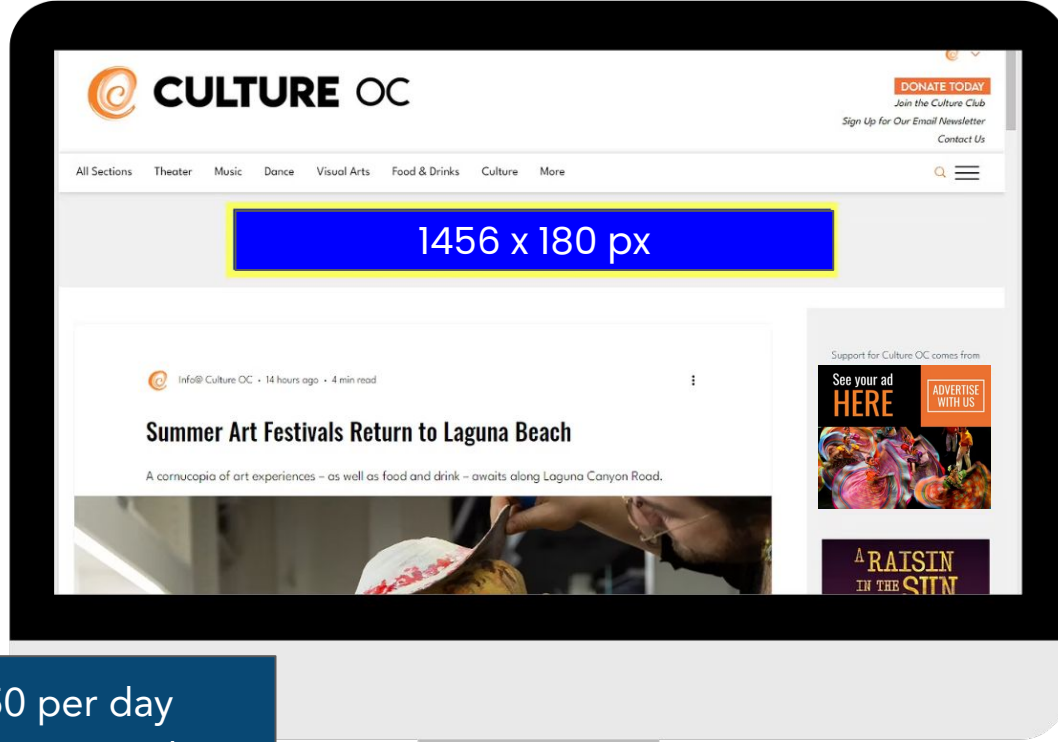 CULTURE OC
DONATE TODAY
Join the Culture Club
Sign Up for Our Email Newsletter
Contact Us
All Sections Theater Music Dance Visual Arts Food & Drinks Culture More
1456 x 180 px
Info@ Culture OC • 14 hours ago • 4 min read
Summer Art Festivals Return to Laguna Beach
A cornucopia of art experiences – as well as food and drink – awaits along Laguna Canyon Road.
Support for Culture OC comes from
See your ad
HERE
ADVERTISE
WITH US
A RAISIN
IN THE SUN
per day